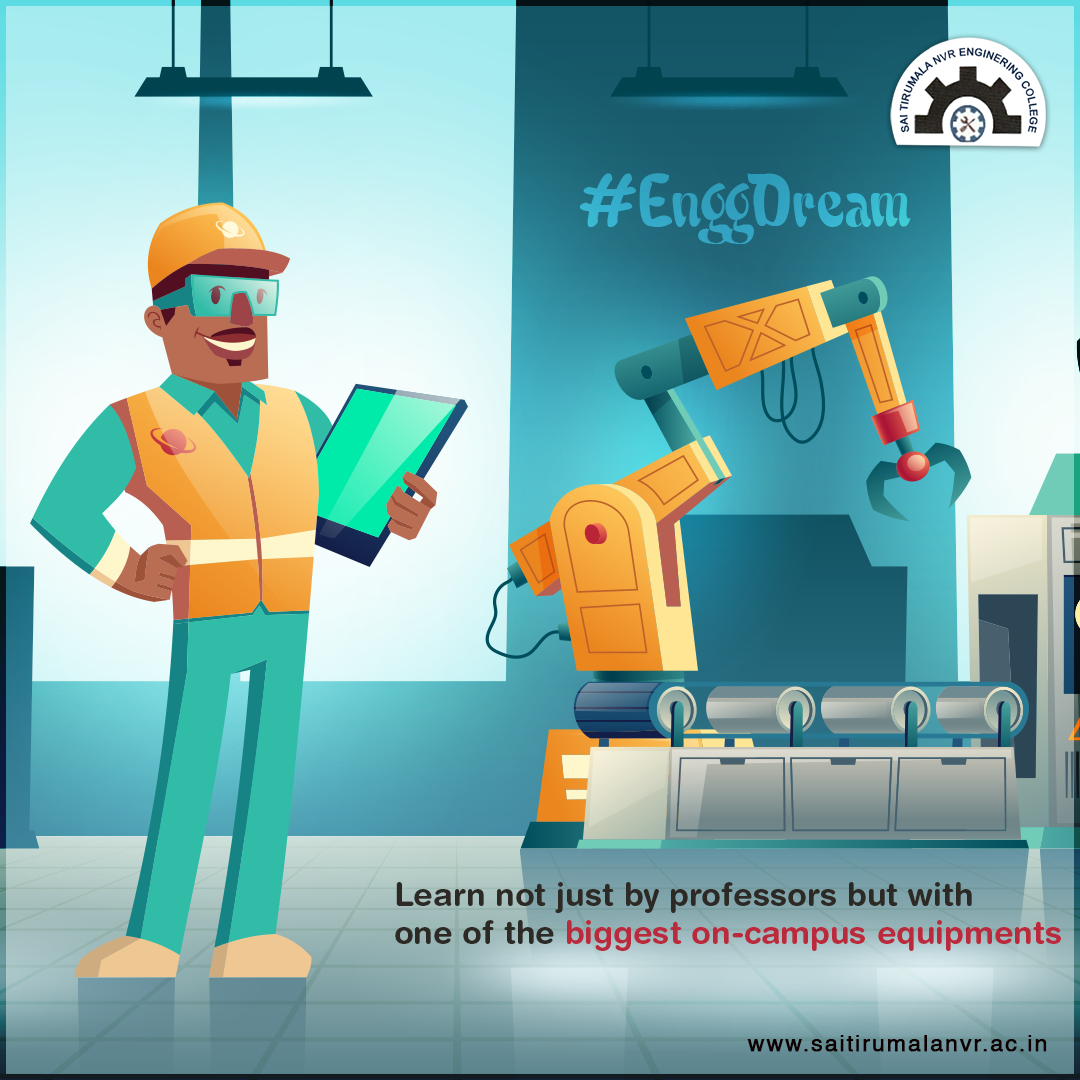 SAI TIRUMALA NVR ENGINERING COLLEGE
#EnggDream
Learn not just by professors but with
one of the biggest on-campus equipments
www.saitirumalanvr.ac.in